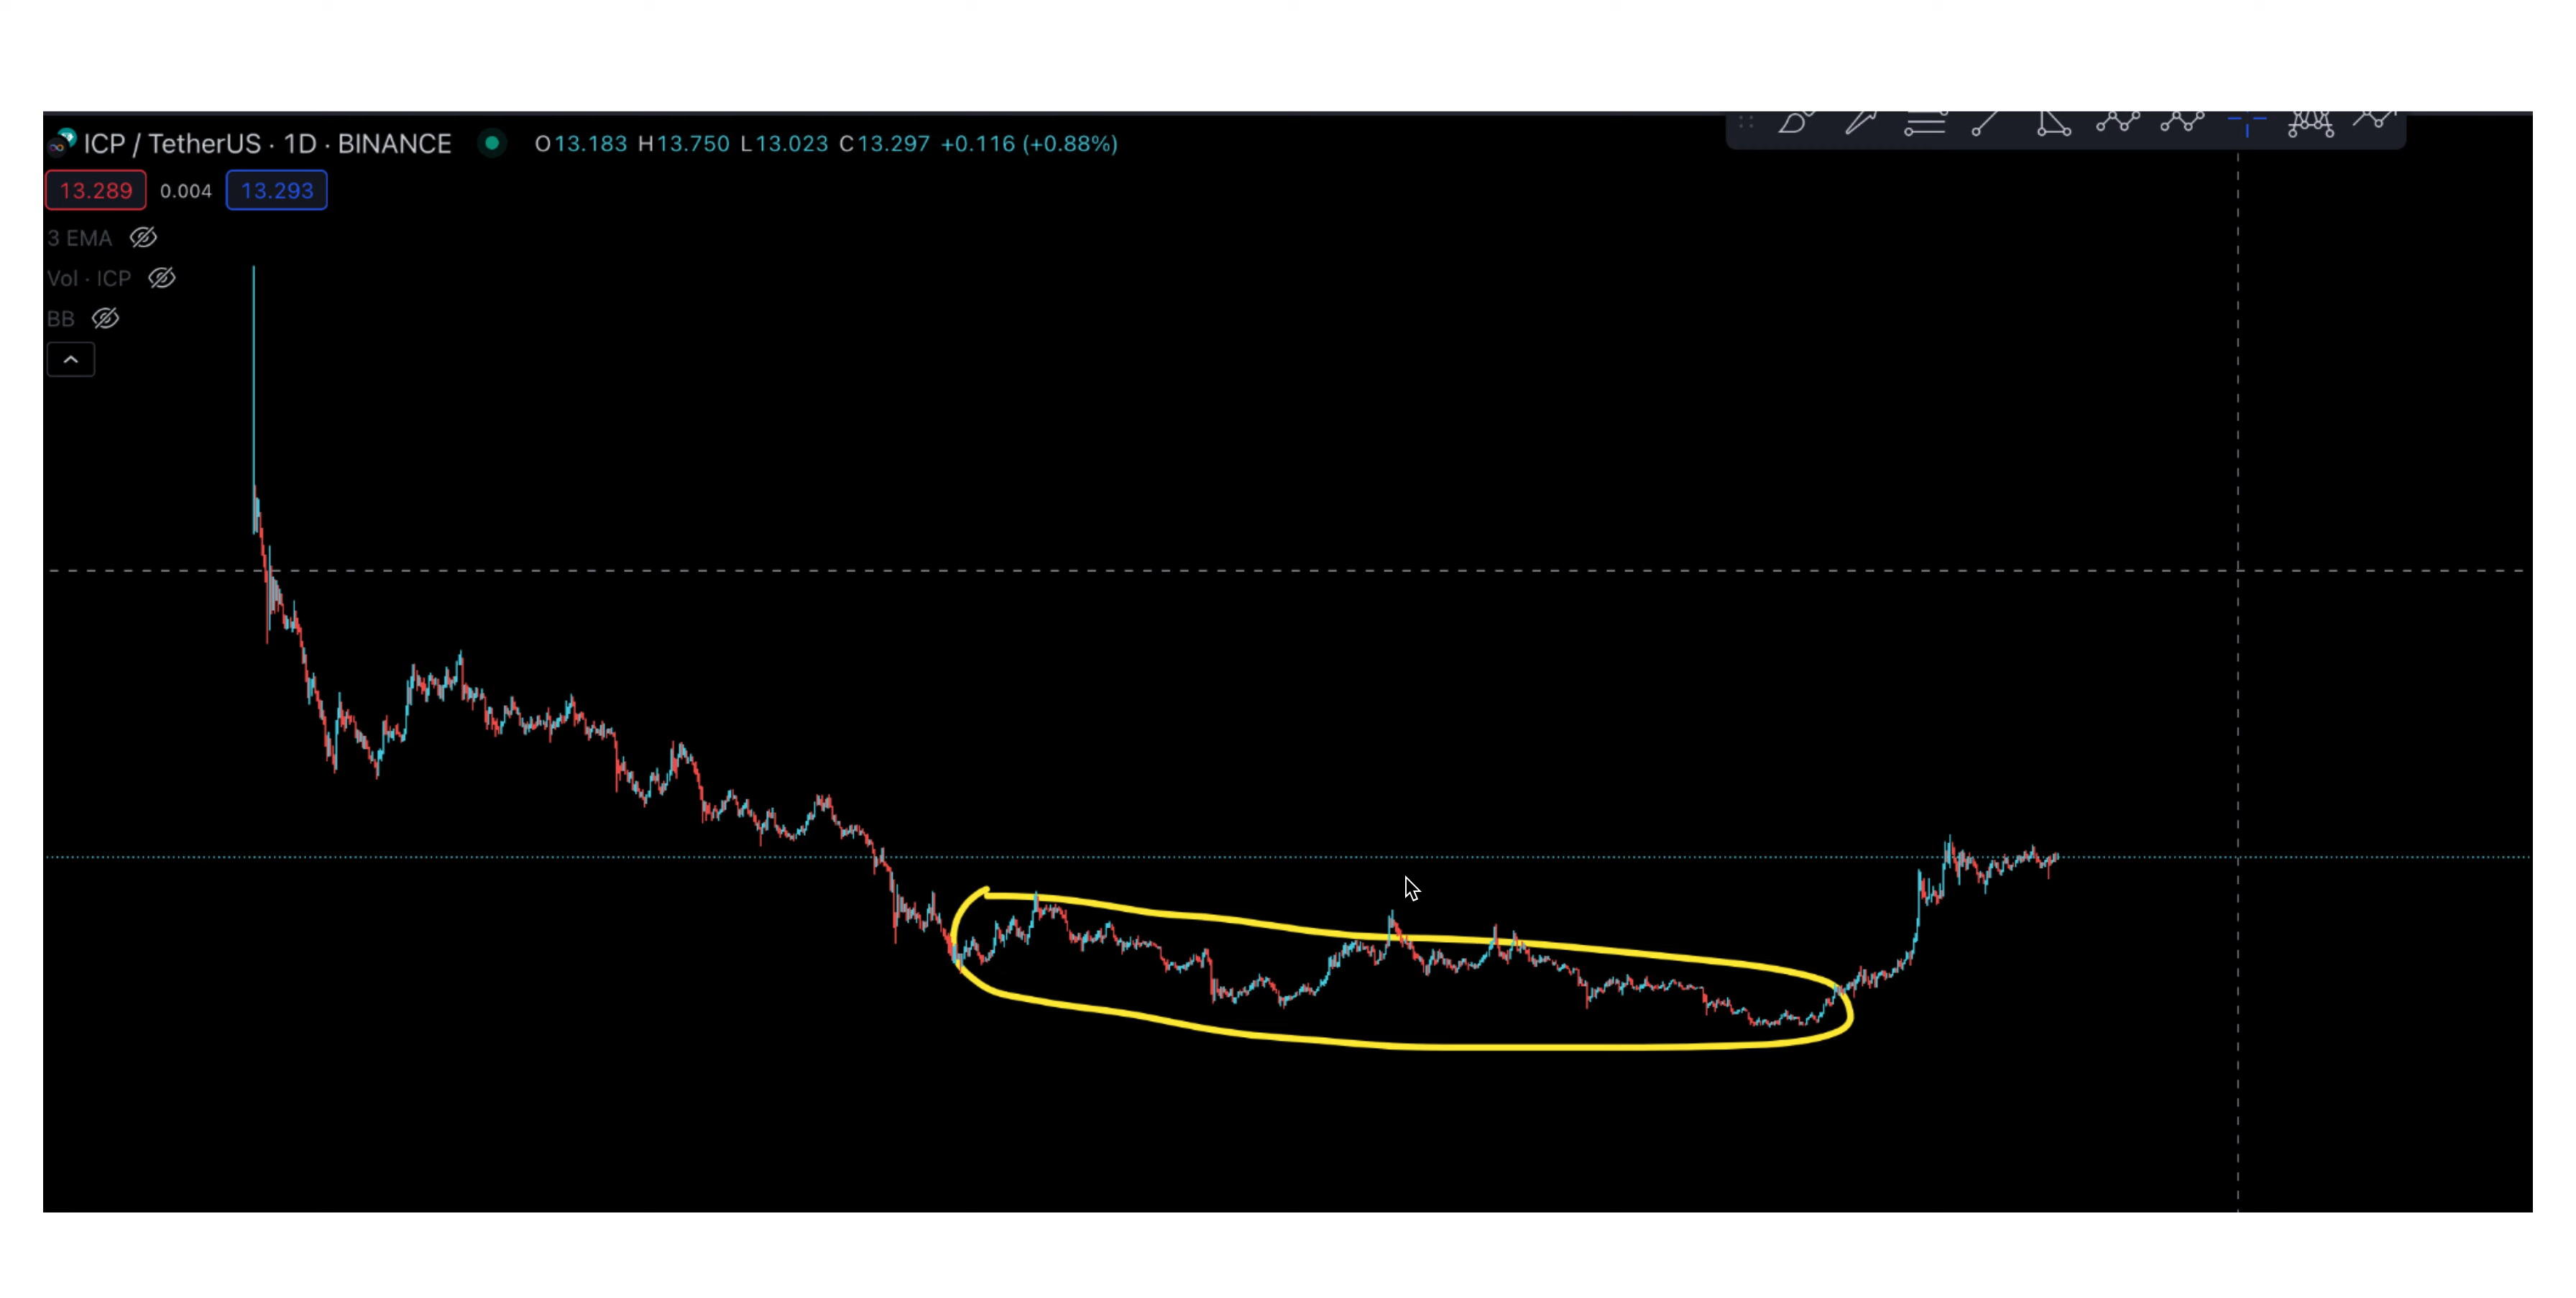 ICP / TetherUS · 1D · BINANCE O13.183 H13.750 L13.023 C13.297 +0.116 (+0.88%)
13.289 0.004 13.293
3 EMA
Vol · ICP
BB